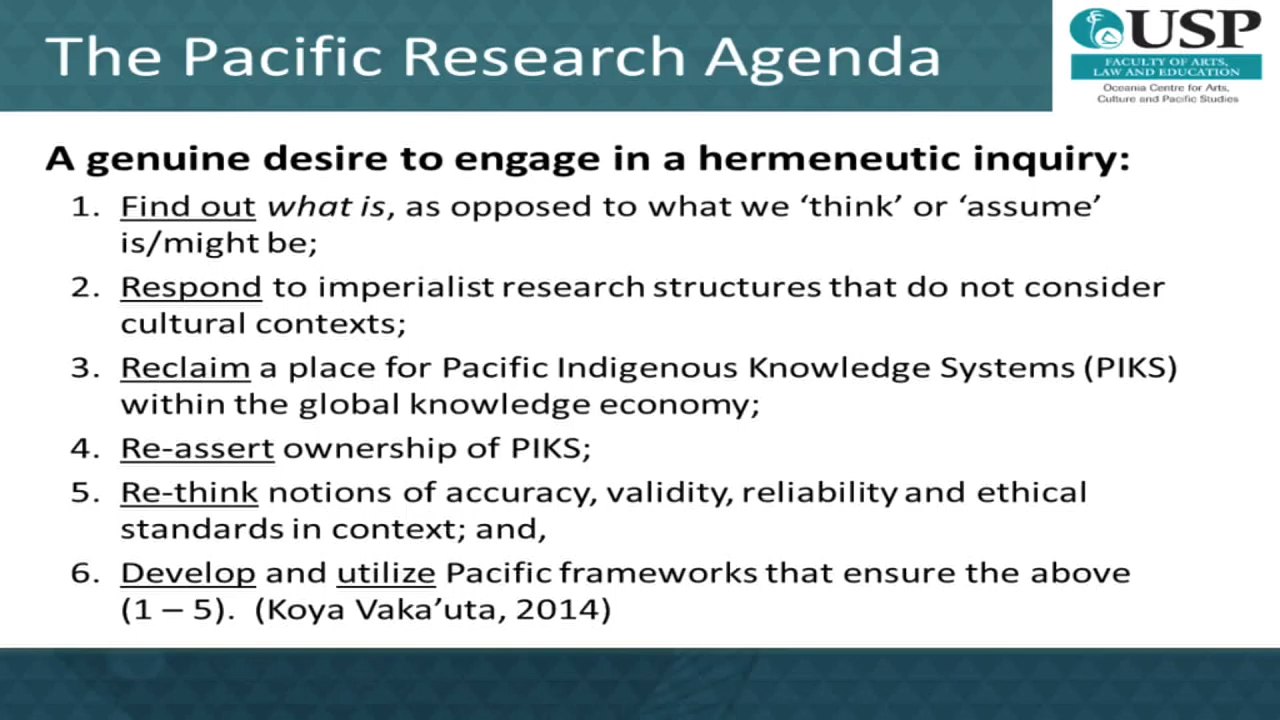 The Pacific Research Agenda
USP
FACULTY OF ARTS,
LAW AND EDUCATION
Oceania Centre for Arts,
Culture and Pacific Studies
A genuine desire to engage in a hermeneutic inquiry:
1. Find out what is, as opposed to what we ‘think’ or ‘assume’
is/might be;
2. Respond to imperialist research structures that do not consider
cultural contexts;
3. Reclaim a place for Pacific Indigenous Knowledge Systems (PIKS)
within the global knowledge economy;
4. Re-assert ownership of PIKS;
5. Re-think notions of accuracy, validity, reliability and ethical
standards in context; and,
6. Develop and utilize Pacific frameworks that ensure the above
(1 – 5). (Koya Vaka’uta, 2014)